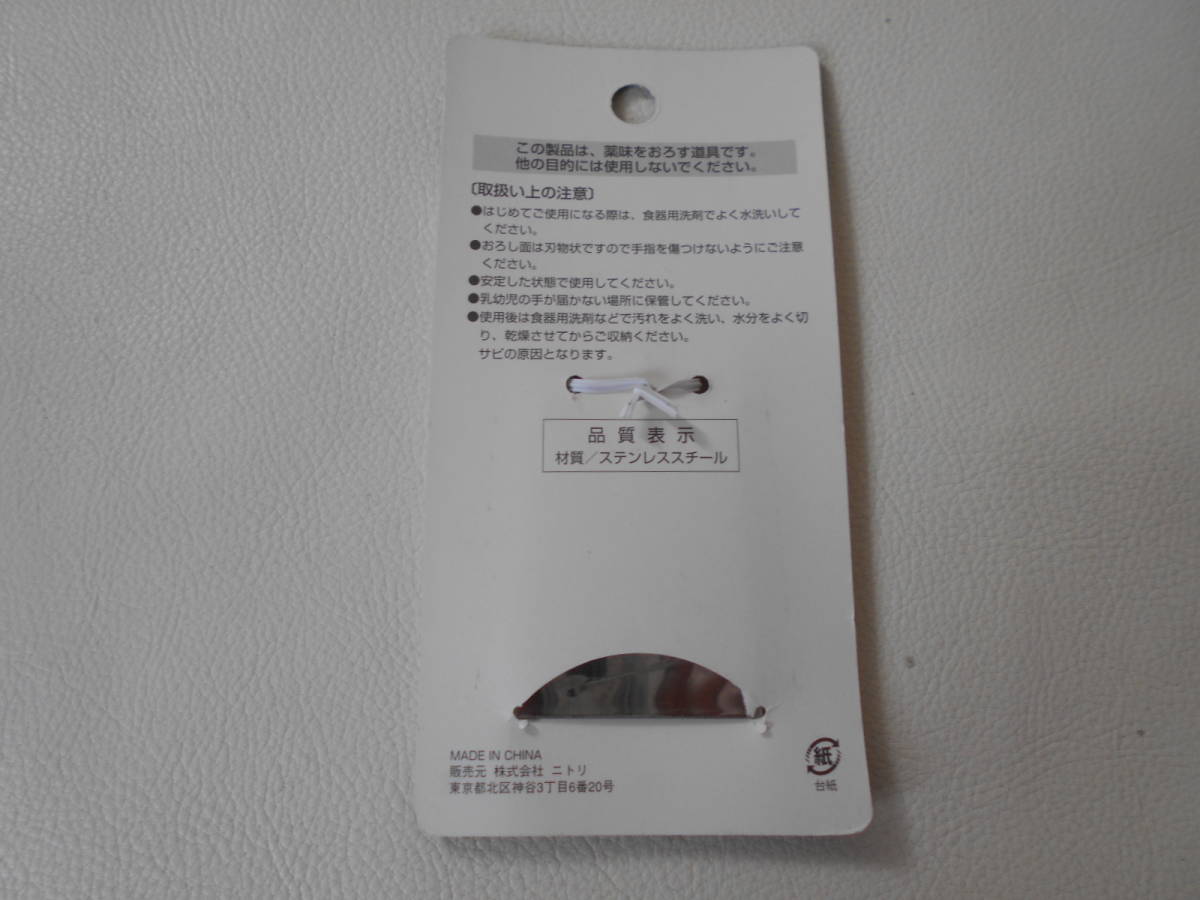 この製品は、薬味をおろす道具です。
他の目的には使用しないでください。
〔取扱い上の注意〕
●はじめてご使用になる際は、食器用洗剤でよく水洗いして
ください。
●おろし面は刃物状ですので手指を傷つけないようにご注意
ください。
●安定した状態で使用してください。
●乳幼児の手が届かない場所に保管してください。
●使用後は食器用洗剤などで汚れをよく洗い、水分をよく切
り、乾燥させてからご収納ください。
サビの原因となります。
品質表示
材質／ステンレススチール
MADE IN CHINA
販売元 株式会社 ニトリ
東京都北区神谷3丁目6番20号
紙
台紙